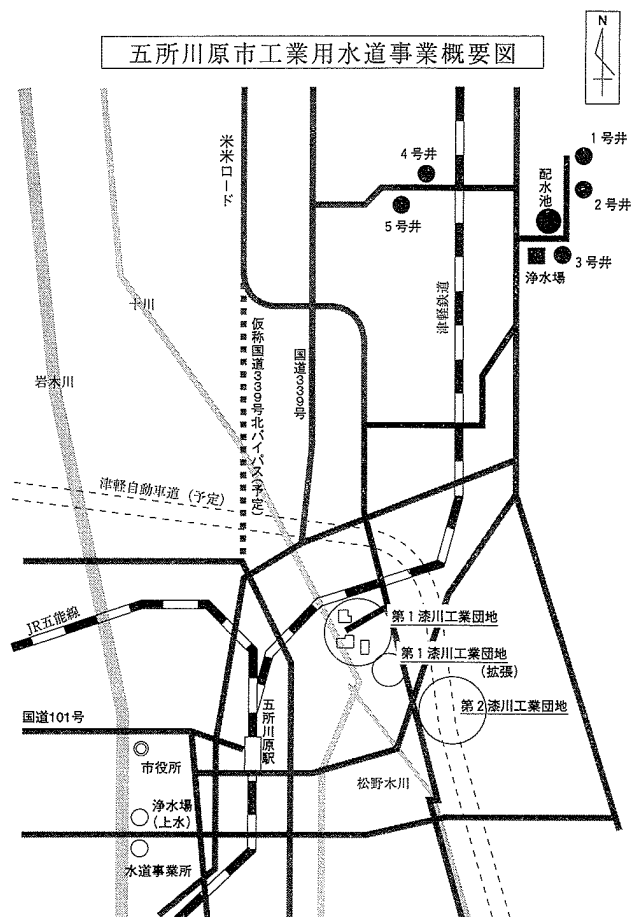 五所川原市工業用水道事業概要図
N
米米ロード
4号井
5号井
1号井
配水池
2号井
3号井
浄水場
十川
津軽鉄道
仮称国道339号北バイパス(予定)
国道339号
岩木川
津軽自動車道(予定)
JR五能線
第1漆川工業団地
第1漆川工業団地
(拡張)
第2漆川工業団地
国道101号
五所川原駅
市役所
松野木川
浄水場
(上水)
水道事業所